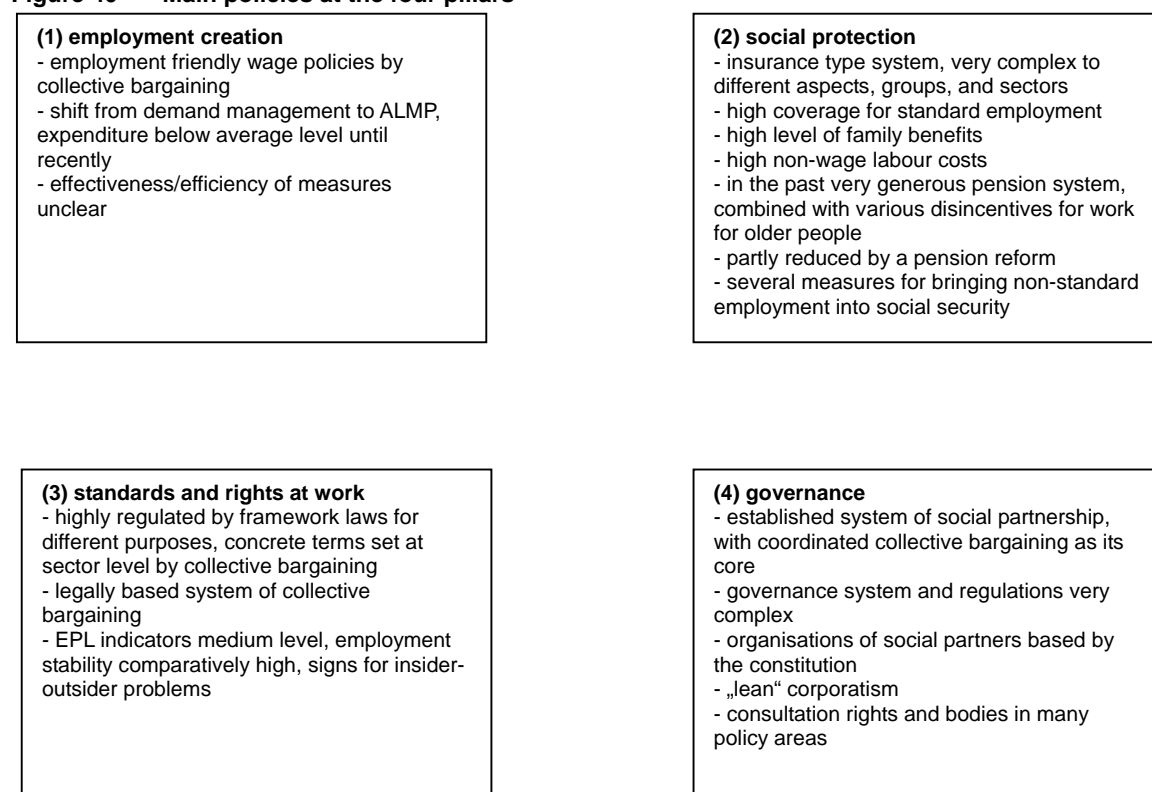 (1) employment creation
- employment friendly wage policies by
collective bargaining
- shift from demand management to ALMP,
expenditure below average level until
recently
- effectiveness/efficiency of measures
unclear
(2) social protection
- insurance type system, very complex to
different aspects, groups, and sectors
- high coverage for standard employment
- high level of family benefits
- high non-wage labour costs
- in the past very generous pension system,
combined with various disincentives for work
for older people
- partly reduced by a pension reform
- several measures for bringing non-standard
employment into social security
(3) standards and rights at work
- highly regulated by framework laws for
different purposes, concrete terms set at
sector level by collective bargaining
- legally based system of collective
bargaining
- EPL indicators medium level, employment
stability comparatively high, signs for insider-
outsider problems
(4) governance
- established system of social partnership,
with coordinated collective bargaining as its
core
- governance system and regulations very
complex
- organisations of social partners based by
the constitution
- „lean“ corporatism
- consultation rights and bodies in many
policy areas